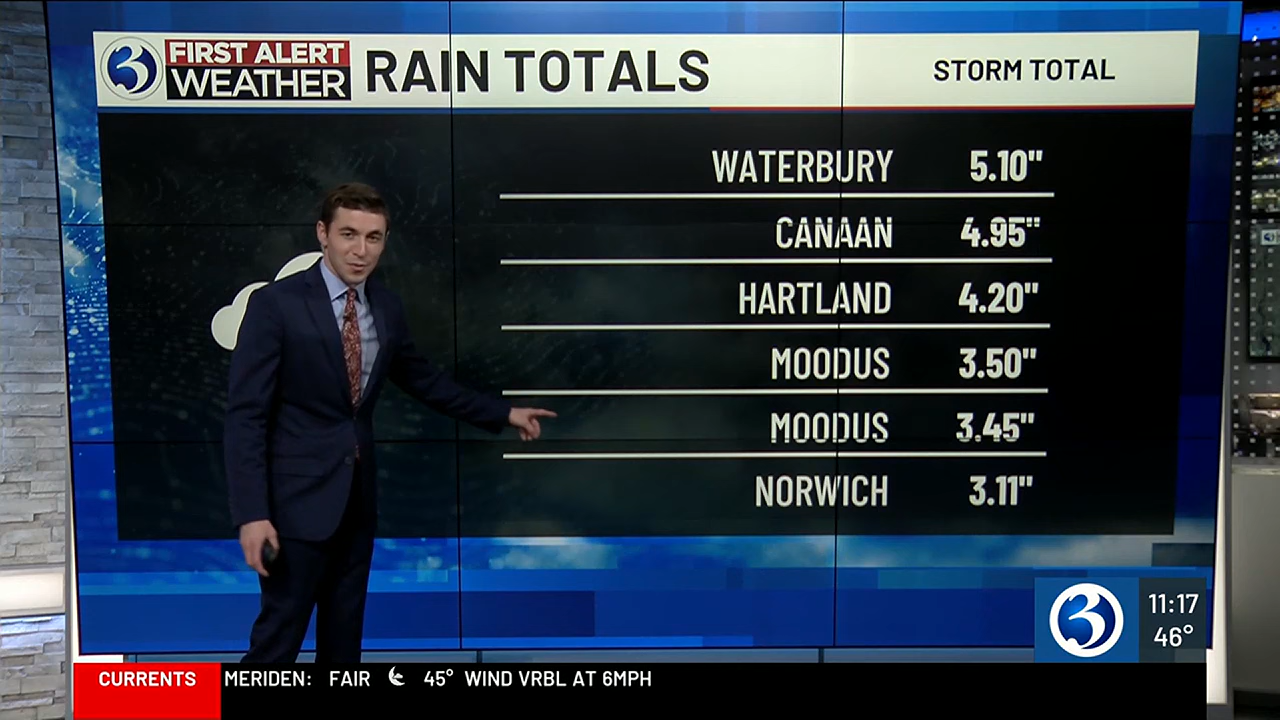 3 FIRST ALERT WEATHER RAIN TOTALS STORM TOTAL
WATERBURY 5.10"
CANAAN 4.95"
HARTLAND 4.20"
MOODUS 3.50"
MOODUS 3.45"
NORWICH 3.11"
3 11:17
46°
CURRENTS MERIDEN: FAIR 45° WIND VRBL AT 6MPH